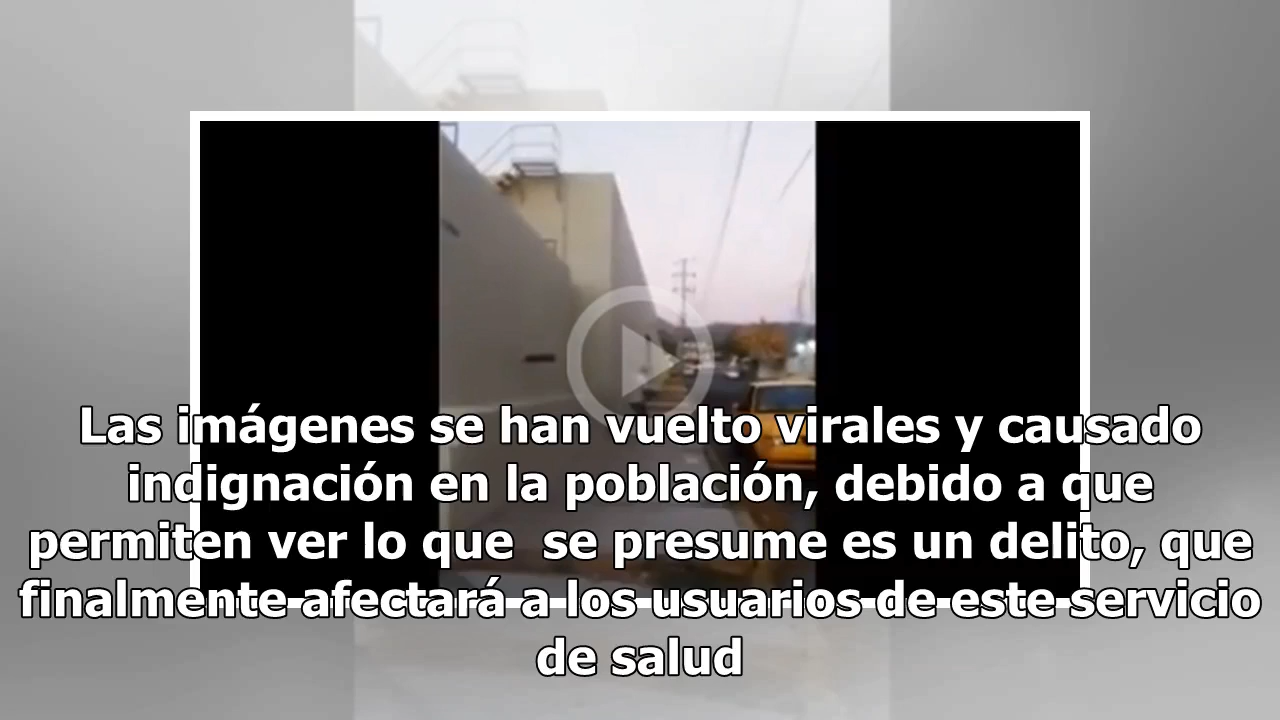 Las imágenes se han vuelto virales y causado
indignación en la población, debido a que
permiten ver lo que  se presume es un delito, que
finalmente afectará a los usuarios de este servicio
de salud